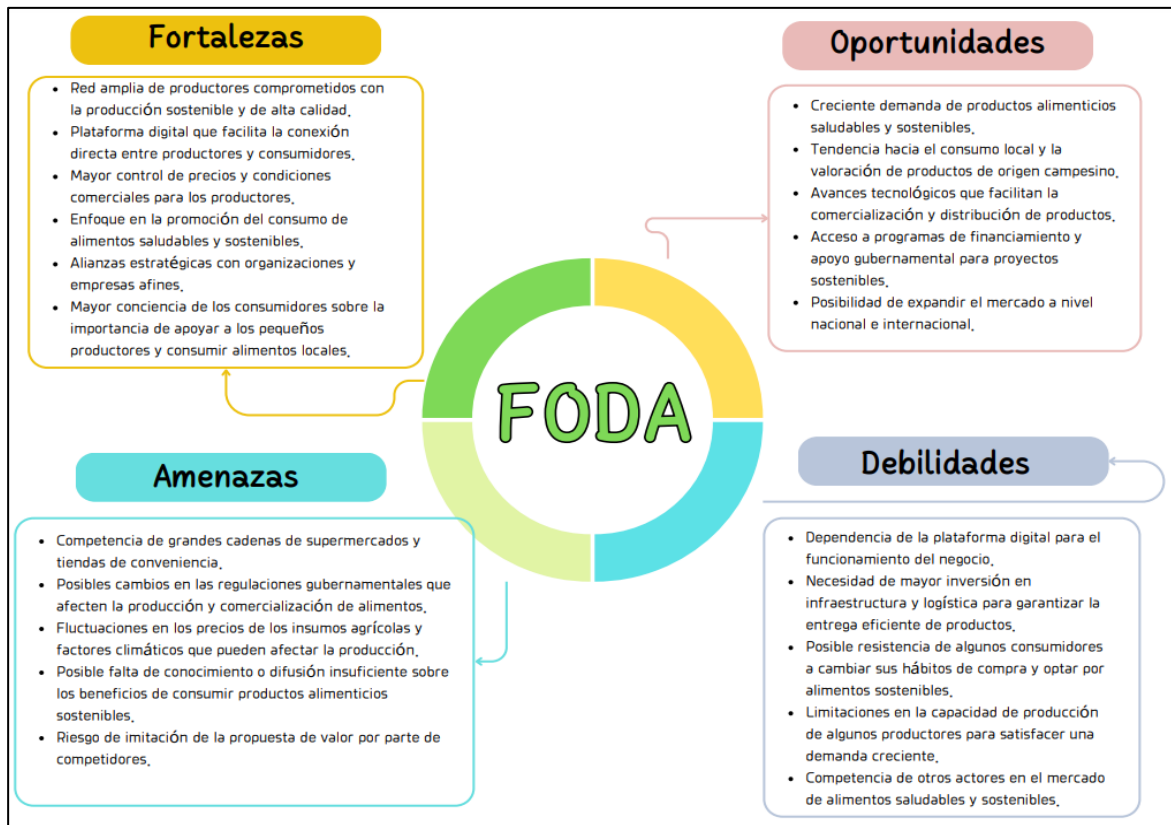 Fortalezas
• Red amplia de productores comprometidos con
la producción sostenible y de alta calidad.
• Plataforma digital que facilita la conexión
directa entre productores y consumidores.
• Mayor control de precios y condiciones
comerciales para los productores.
• Enfoque en la promoción del consumo de
alimentos saludables y sostenibles.
• Alianzas estratégicas con organizaciones y
empresas afines.
• Mayor conciencia de los consumidores sobre la
importancia de apoyar a los pequeños
productores y consumir alimentos locales.
Oportunidades
• Creciente demanda de productos alimenticios
saludables y sostenibles.
• Tendencia hacia el consumo local y la
valoración de productos de origen campesino.
• Avances tecnológicos que facilitan la
comercialización y distribución de productos.
• Acceso a programas de financiamiento y
apoyo gubernamental para proyectos
sostenibles.
• Posibilidad de expandir el mercado a nivel
nacional e internacional.
FODA
Amenazas
• Competencia de grandes cadenas de supermercados y
tiendas de conveniencia.
• Posibles cambios en las regulaciones gubernamentales que
afecten la producción y comercialización de alimentos.
• Fluctuaciones en los precios de los insumos agrícolas y
factores climáticos que pueden afectar la producción.
• Posible falta de conocimiento o difusión insuficiente sobre
los beneficios de consumir productos alimenticios
sostenibles.
• Riesgo de imitación de la propuesta de valor por parte de
competidores.
Debilidades
• Dependencia de la plataforma digital para el
funcionamiento del negocio.
• Necesidad de mayor inversión en
infraestructura y logística para garantizar la
entrega eficiente de productos.
• Posible resistencia de algunos consumidores
a cambiar sus hábitos de compra y optar por
alimentos sostenibles.
• Limitaciones en la capacidad de producción
de algunos productores para satisfacer una
demanda creciente.
• Competencia de otros actores en el mercado
de alimentos saludables y sostenibles.